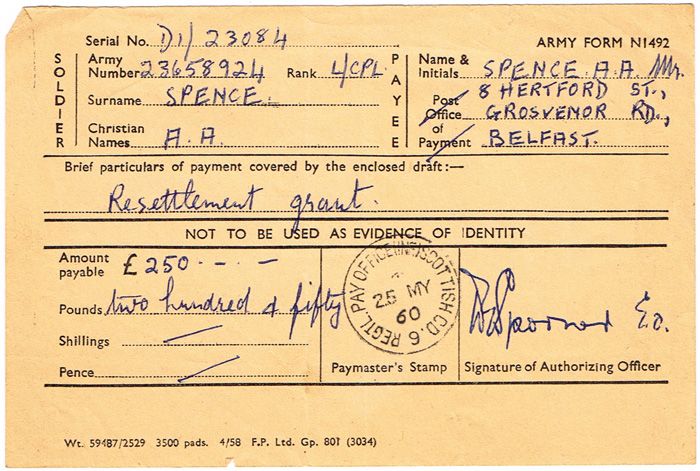 Serial No. D1/23084
ARMY FORM N1492
SOLDIER
Army Number 23658924 Rank L/CPL.
Surname SPENCE.
Christian Names A.A.
PAYEE
Name & Initials SPENCE. A.A. Mr.
Post Office of Payment
8 HERTFORD ST.,
GROSVENOR RD.,
BELFAST.
Brief particulars of payment covered by the enclosed draft:—
Resettlement grant.
NOT TO BE USED AS EVIDENCE OF IDENTITY
Amount payable £250 - - -
Pounds two hundred & fifty
Shillings —
Pence —
REGTL PAY OFFICE (INF) SCOTTISH CD. 6
25 MY
60
Paymaster's Stamp
Signature of Authorizing Officer
Wt. 59487/2529 3500 pads. 4/58 F.P. Ltd. Gp. 801 (3034)